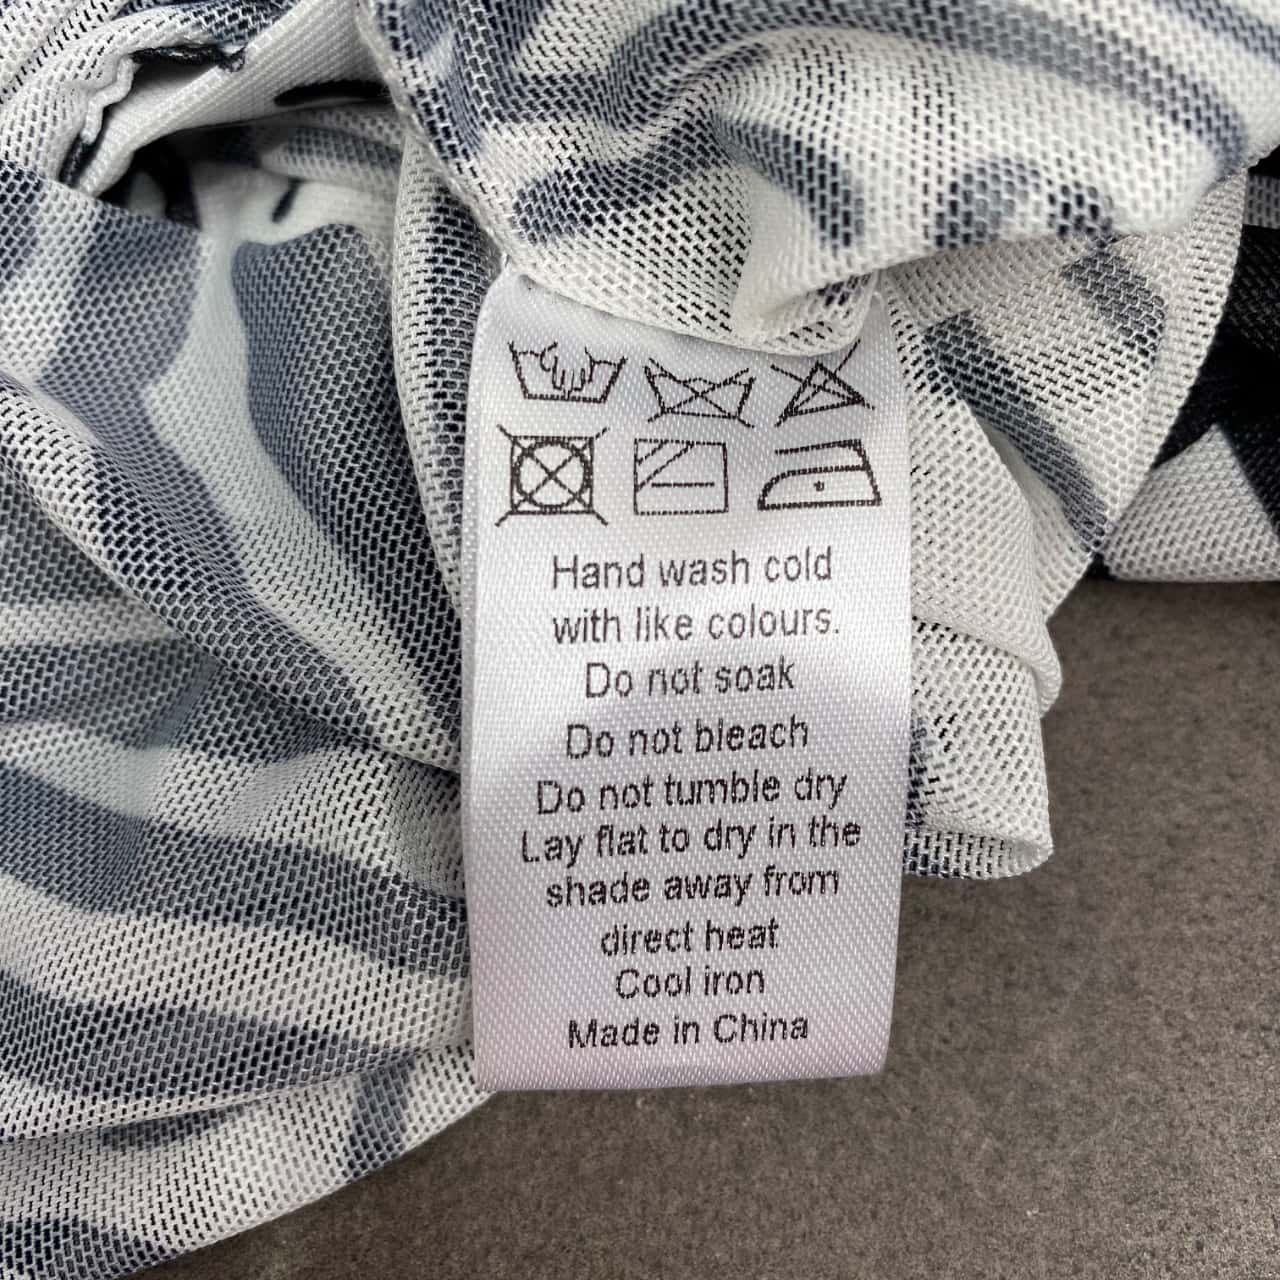 Hand wash cold
with like colours.
Do not soak
Do not bleach
Do not tumble dry
Lay flat to dry in the
shade away from
direct heat
Cool iron
Made in China